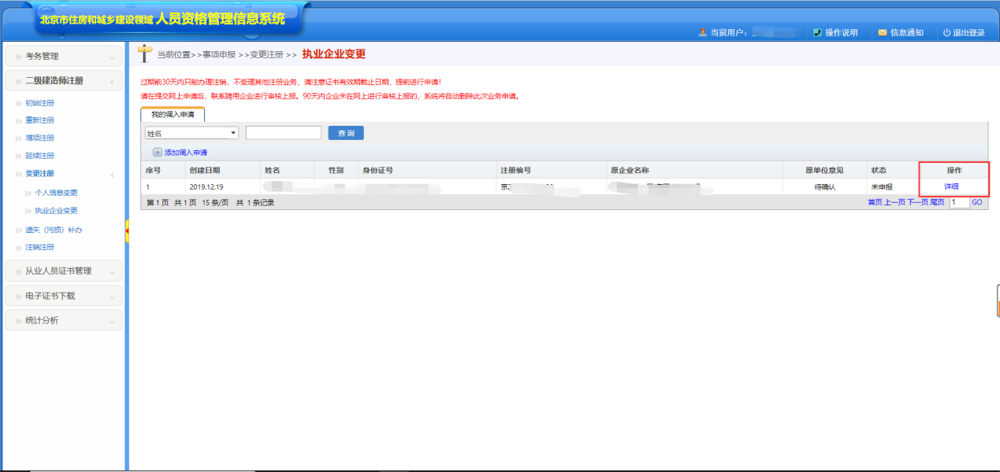 北京市住房和城乡建设领域 人员资格管理信息系统
当前用户： 操作说明 信息通知 退出登录
考务管理
二级建造师注册
初始注册
重新注册
增项注册
延续注册
变更注册
个人信息变更
执业企业变更
遗失（污损）补办
注销注册
从业人员证书管理
电子证书下载
统计分析
当前位置>>事项申报 >>变更注册 >> 执业企业变更
过期前30天内只能办理注销，不受理其他注册业务，请注意证书有效期截止日期，提前进行申请！
请在提交网上申请后，联系聘用企业进行审核上报。90天内企业未在网上进行审核上报的，系统将自动删除此次业务申请。
我的调入申请
姓名 查 询
添加调入申请
序号 创建日期 姓名 性别 身份证号 注册编号 原企业名称 原单位意见 状态 操作
1 2019.12.19 京 待确认 未申报 详细
第 1 页 共 1 页 15 条/页 共 1 条记录 首页 上一页 下一页 尾页 1 GO